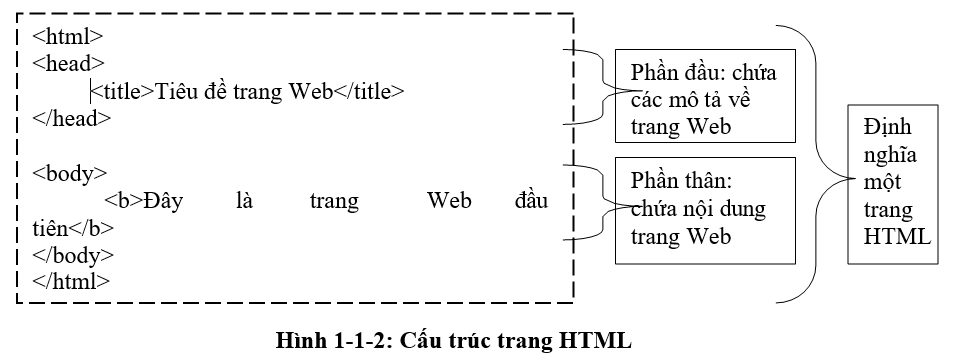 <html>
<head>
<title>Tiêu đề trang Web</title>
</head>
<body>
<b>Đây là trang Web đầu
tiên</b>
</body>
</html>
Phần đầu: chứa
các mô tả về
trang Web
Phần thân:
chứa nội dung
trang Web
Định
nghĩa
một
trang
HTML
Hình 1-1-2: Cấu trúc trang HTML